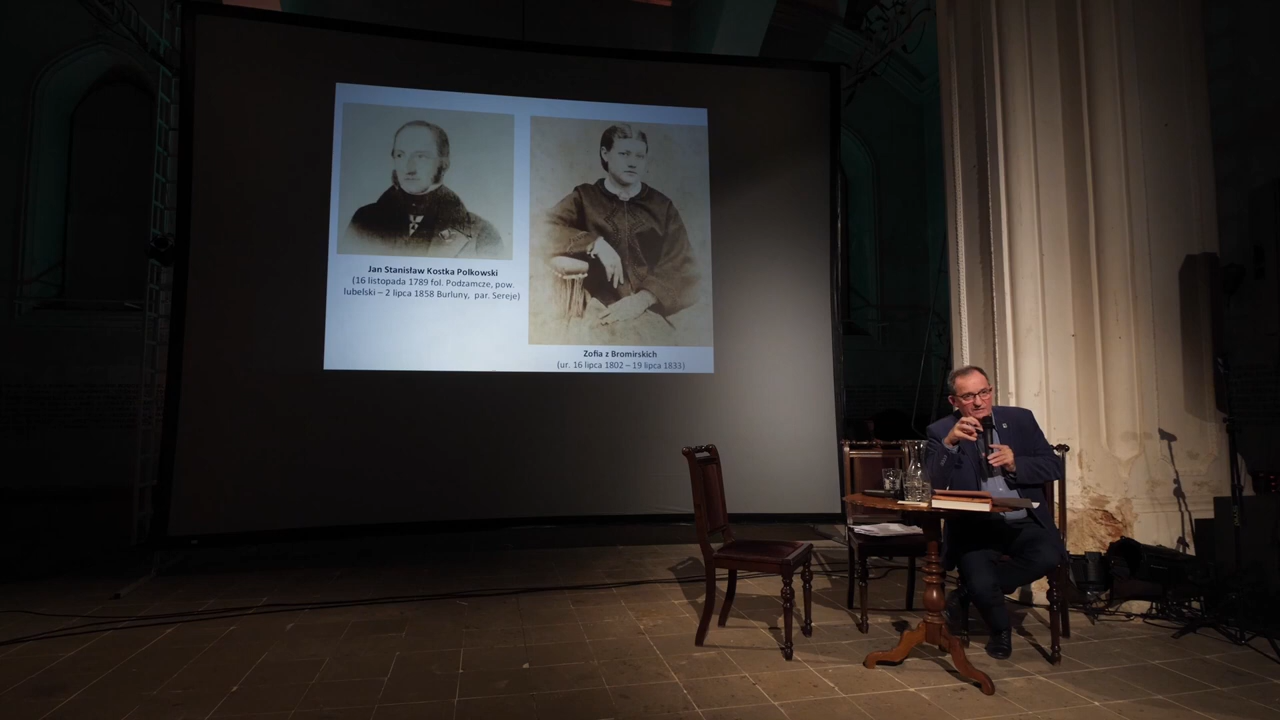 Jan Stanisław Kostka Polkowski
(16 listopada 1789 fol. Podzamcze, pow.
lubelski – 2 lipca 1858 Burluny, par. Sereje)
Zofia z Bromirskich
(ur. 16 lipca 1802 – 19 lipca 1833)